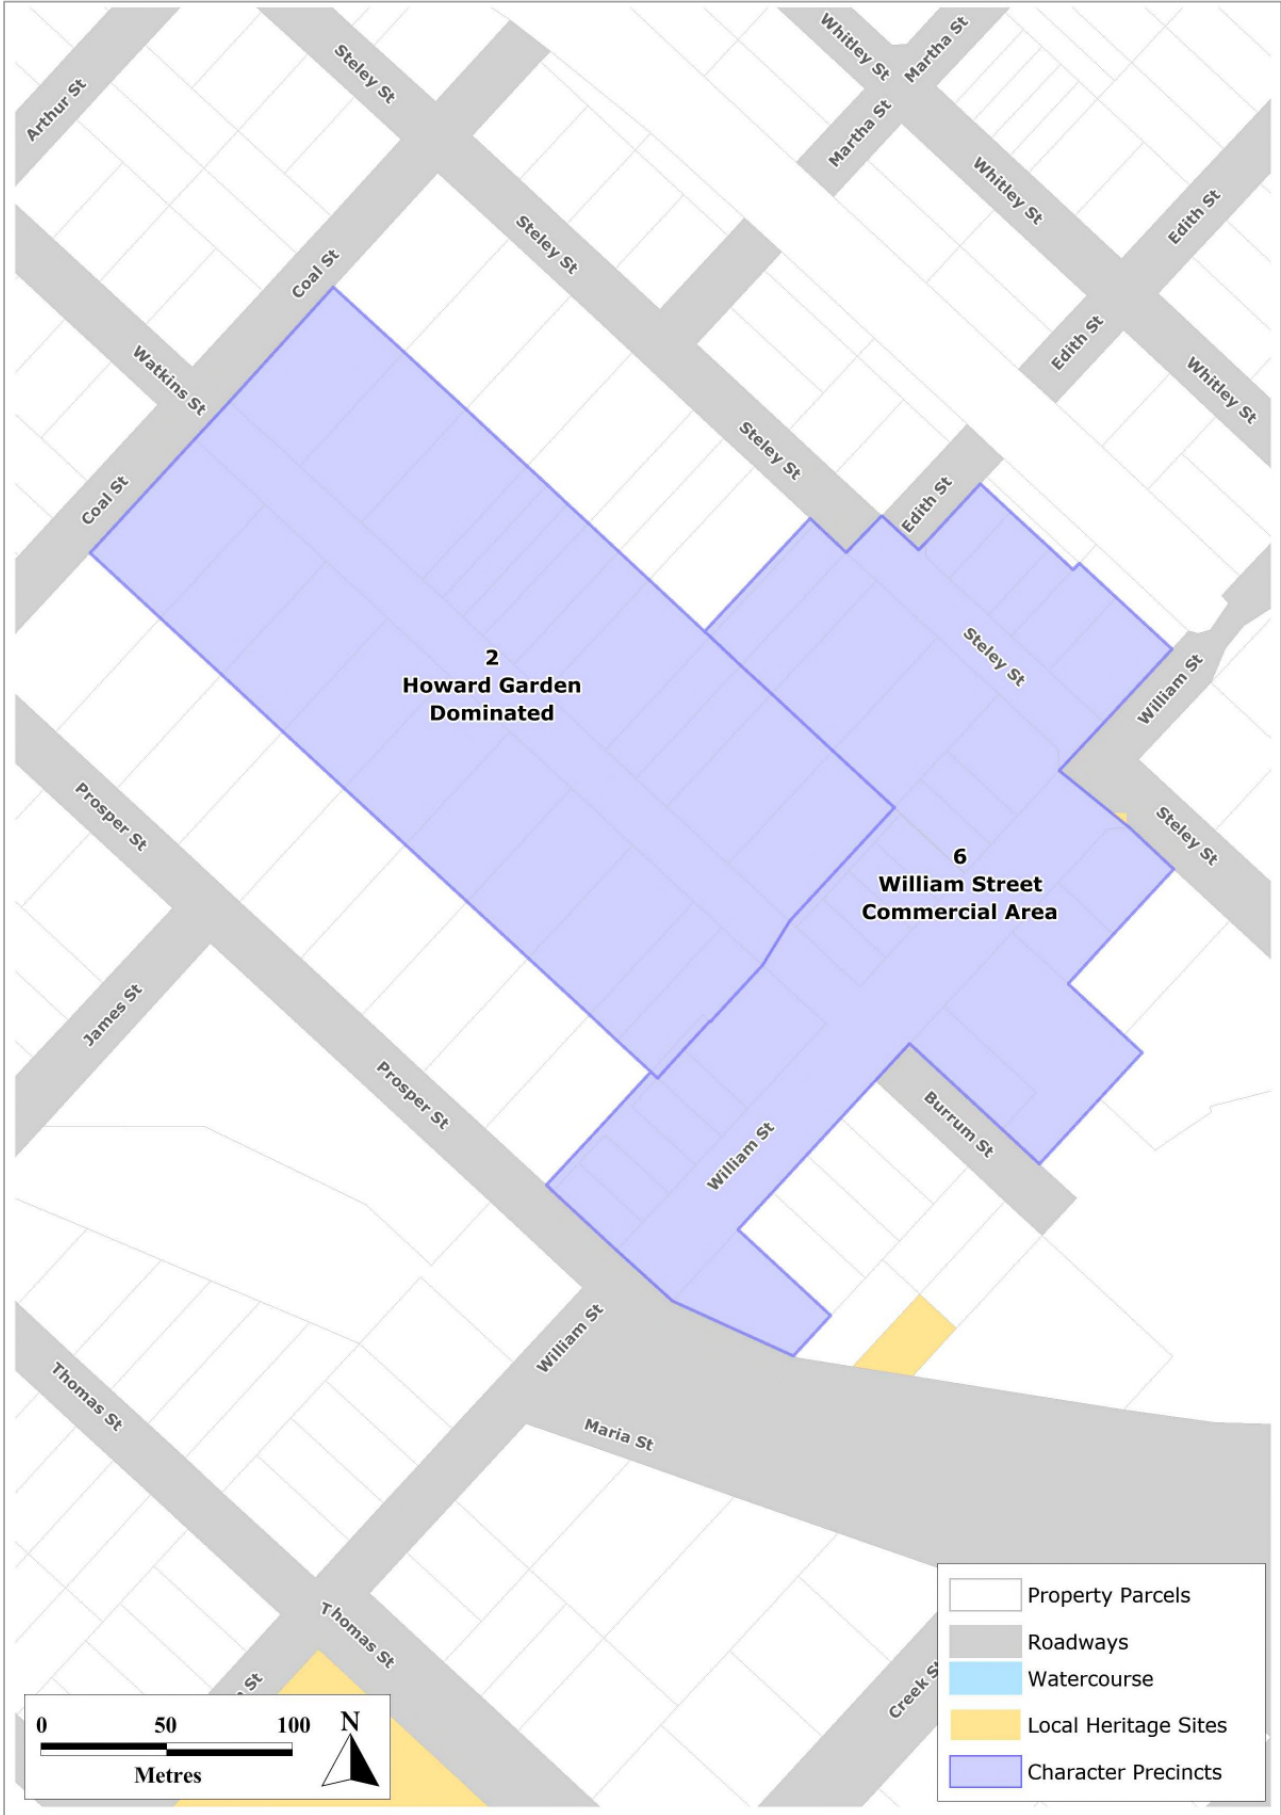 Arthur St
Steley St
Whitley St
Martha St
Martha St
Whitley St
Edith St
Coal St
Steley St
Edith St
Whitley St
Watkins St
Coal St
Steley St
Edith St
Steley St
William St
2
Howard Garden
Dominated
6
William Street
Commercial Area
Steley St
Prosper St
James St
Prosper St
Burrum St
William St
William St
Maria St
Thomas St
Thomas St
St
Creek St
0 50 100
Metres
N
Property Parcels
Roadways
Watercourse
Local Heritage Sites
Character Precincts